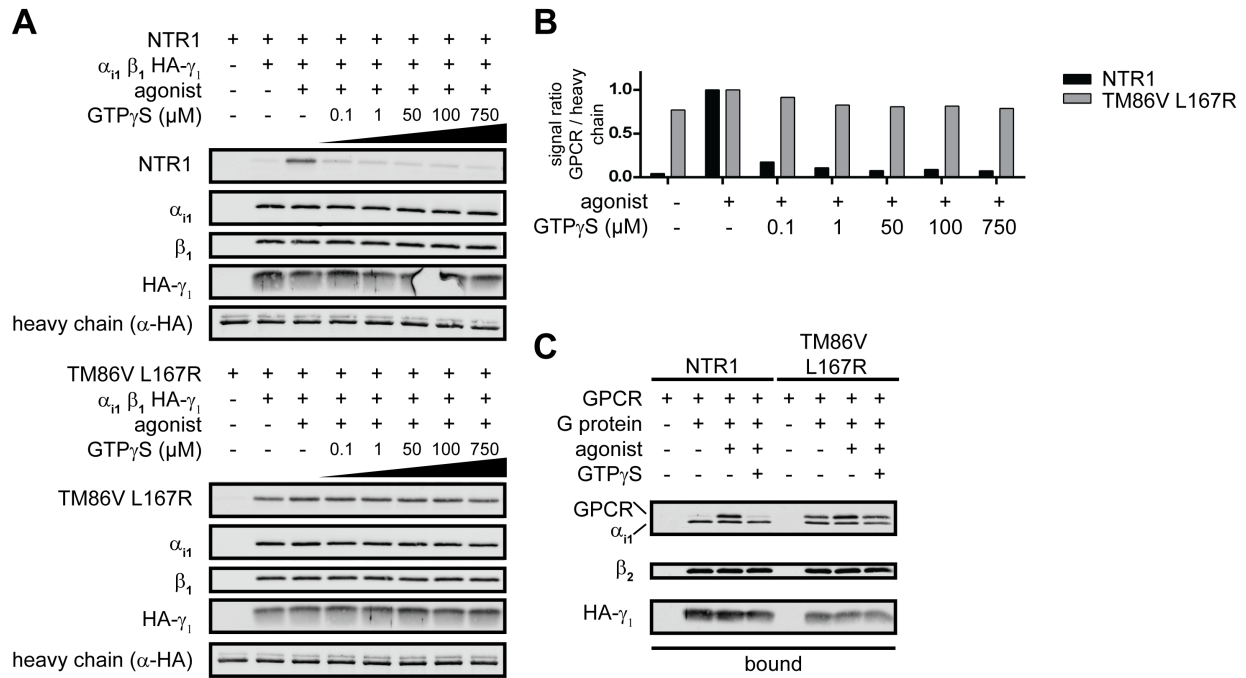 A
NTR1 + + + + + + + +
αi1 β1 HA-γ1 - + + + + + + +
agonist - - + + + + + +
GTPγS (µM) - - - 0.1 1 50 100 750
NTR1
αi1
β1
HA-γ1
heavy chain (α-HA)
TM86V L167R + + + + + + + +
αi1 β1 HA-γ1 - + + + + + + +
agonist - - + + + + + +
GTPγS (µM) - - - 0.1 1 50 100 750
TM86V L167R
αi1
β1
HA-γ1
heavy chain (α-HA)
B
signal ratio
GPCR / heavy
chain
1.0
0.5
0.0
agonist - + + + + + +
GTPγS (µM) - - 0.1 1 50 100 750
NTR1
TM86V L167R
C
NTR1
TM86V
L167R
GPCR + + + + + + + +
G protein - + + + - + + +
agonist - - + + - - + +
GTPγS - - - + - - - +
GPCR
αi1
β2
HA-γ1
bound